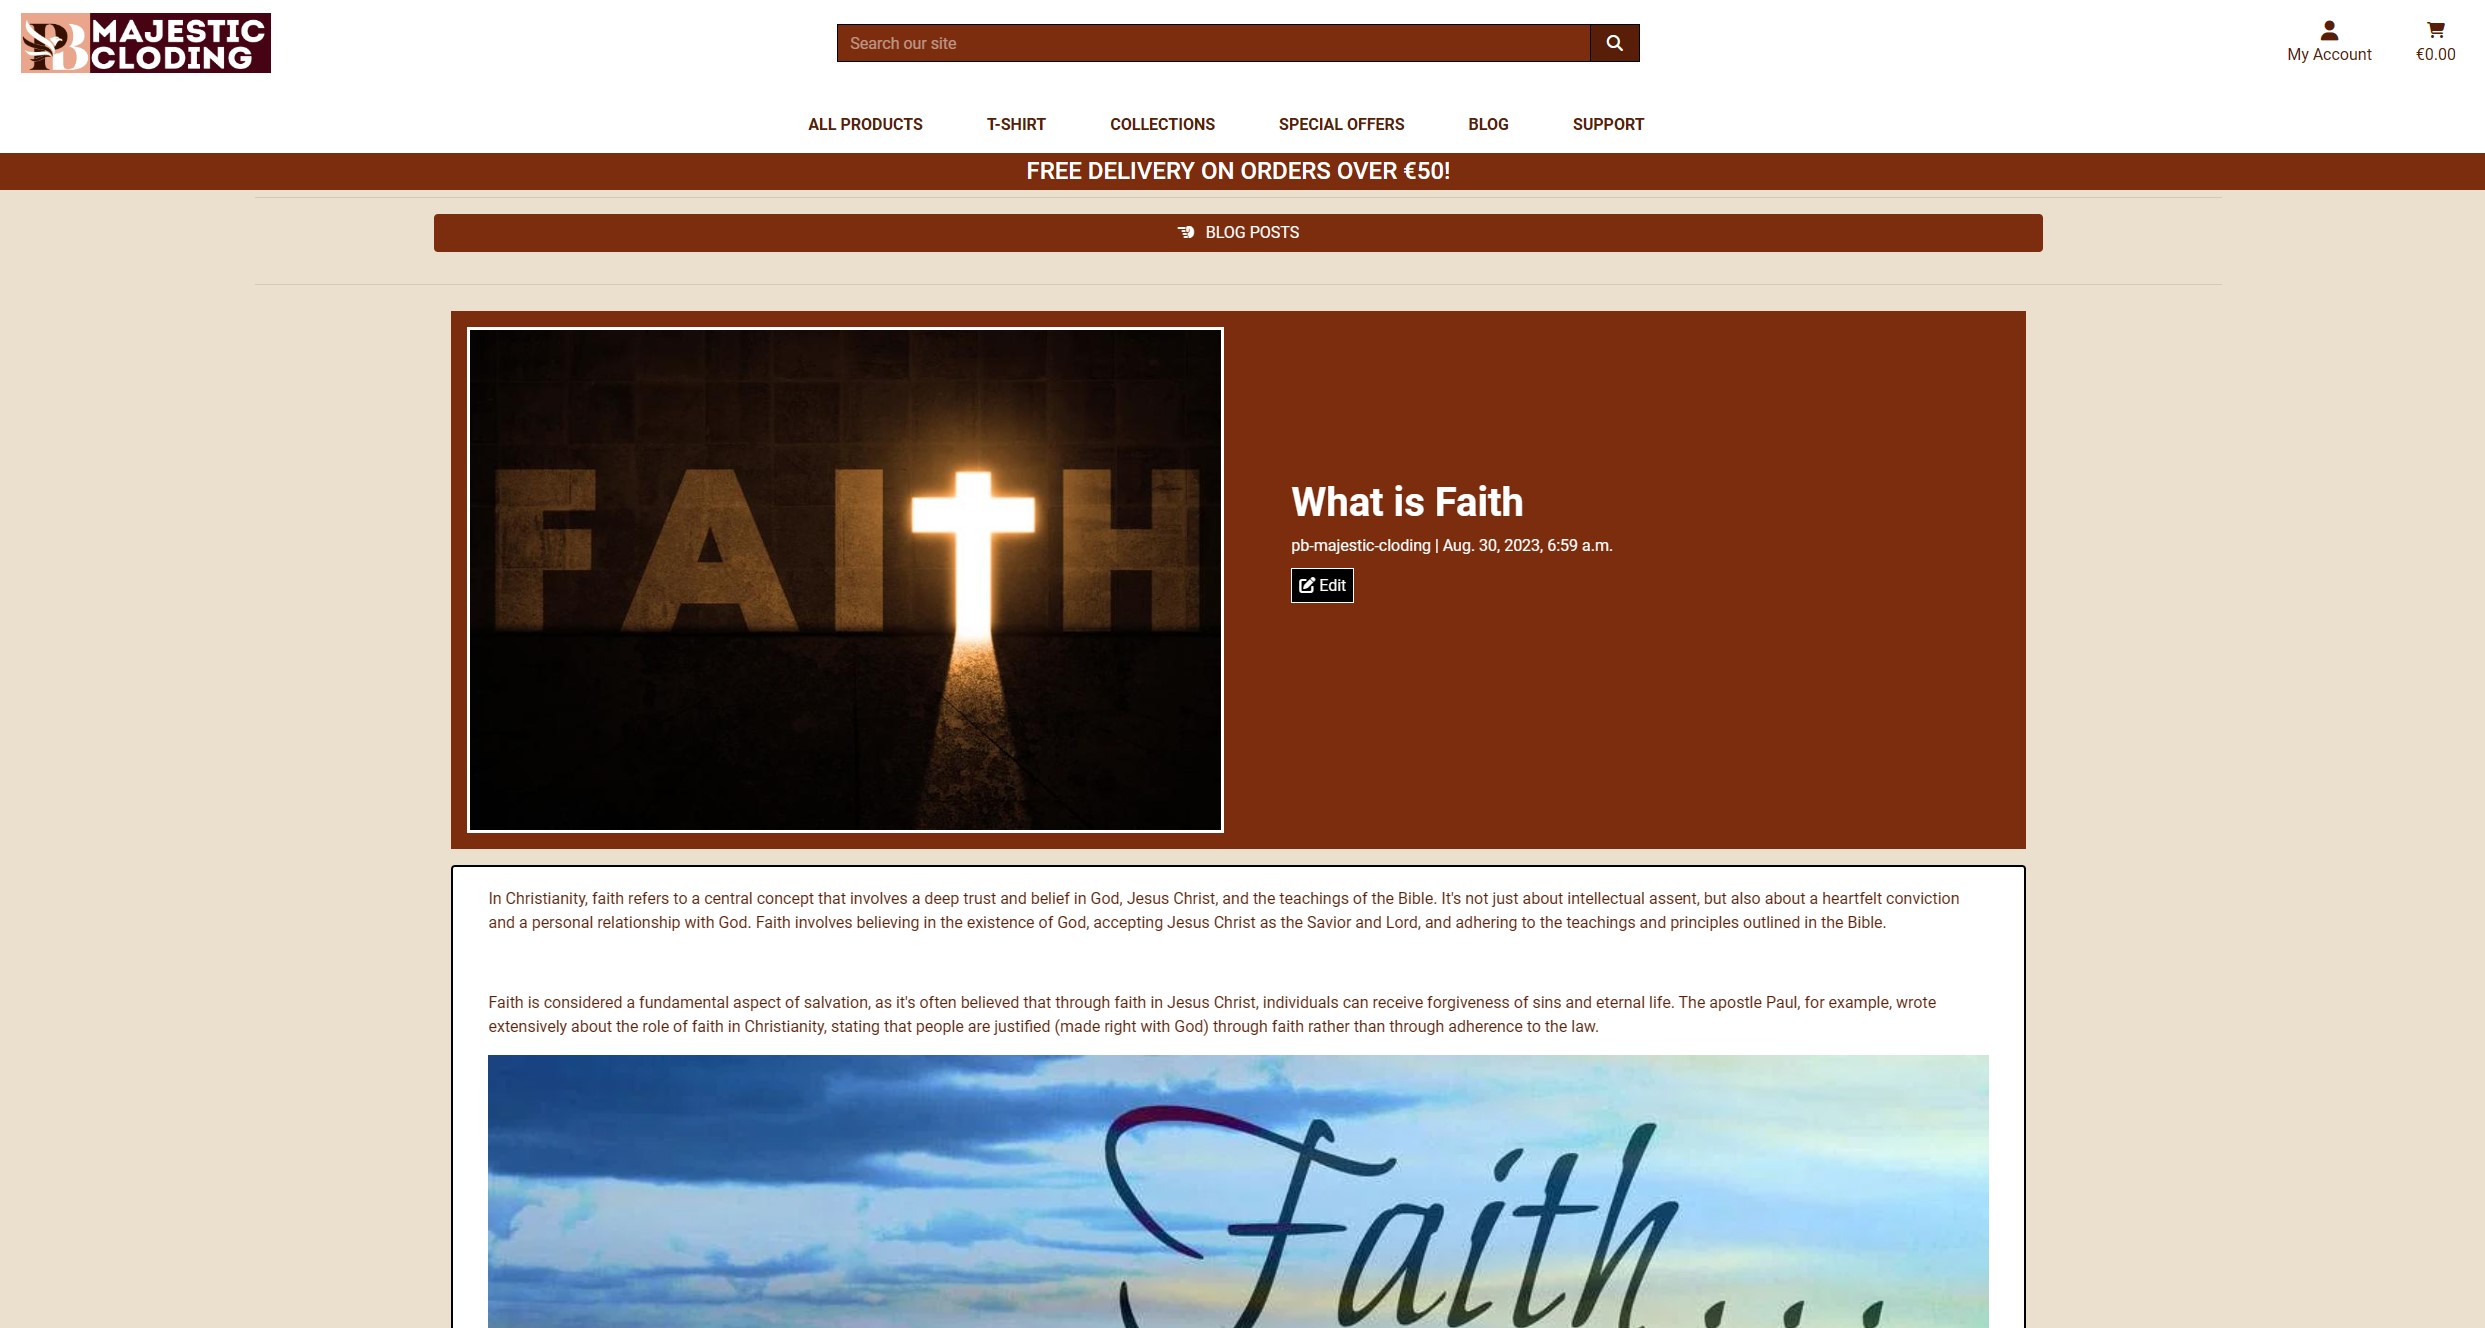 PB MAJESTIC
CLODING
Search our site
My Account
€0.00
ALL PRODUCTS T-SHIRT COLLECTIONS SPECIAL OFFERS BLOG SUPPORT
FREE DELIVERY ON ORDERS OVER €50!
BLOG POSTS
FAITH
What is Faith
pb-majestic-cloding | Aug. 30, 2023, 6:59 a.m.
Edit
In Christianity, faith refers to a central concept that involves a deep trust and belief in God, Jesus Christ, and the teachings of the Bible. It's not just about intellectual assent, but also about a heartfelt conviction
and a personal relationship with God. Faith involves believing in the existence of God, accepting Jesus Christ as the Savior and Lord, and adhering to the teachings and principles outlined in the Bible.
Faith is considered a fundamental aspect of salvation, as it's often believed that through faith in Jesus Christ, individuals can receive forgiveness of sins and eternal life. The apostle Paul, for example, wrote
extensively about the role of faith in Christianity, stating that people are justified (made right with God) through faith rather than through adherence to the law.
Faith...